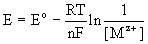 E = E° − RT/nF ln 1/[M^z+]